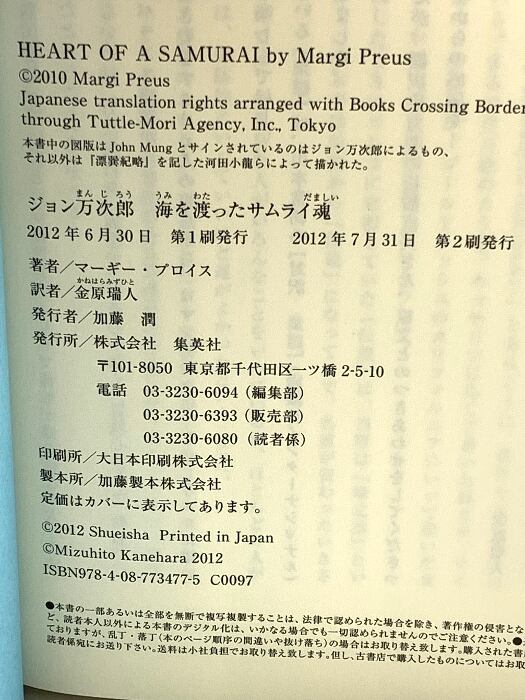 HEART OF A SAMURAI by Margi Preus
©2010 Margi Preus
Japanese translation rights arranged with Books Crossing Border
through Tuttle-Mori Agency, Inc., Tokyo
本書中の図版は John Mung とサインされているのはジョン万次郎によるもの、
それ以外は『漂巽紀略』を記した河田小龍らによって描かれた。
まんじろう うみ わた だましい
ジョン万次郎 海を渡ったサムライ魂
2012年6月30日 第1刷発行 2012年7月31日 第2刷発行
著者/マーギー・プロイス
かねはらみずひと
訳者/金原瑞人
発行者/加藤 潤
発行所/株式会社 集英社
〒101-8050 東京都千代田区一ツ橋2-5-10
電話 03-3230-6094(編集部)
03-3230-6393(販売部)
03-3230-6080(読者係)
印刷所/大日本印刷株式会社
製本所/加藤製本株式会社
定価はカバーに表示してあります。
©2012 Shueisha Printed in Japan
©Mizuhito Kanehara 2012
ISBN978-4-08-773477-5 C0097
●本書の一部あるいは全部を無断で複写複製することは、法律で認められた場合を除き、著作権の侵害とな
ど、読者本人以外による本書のデジタル化は、いかなる場合でも一切認められませんのでご注意ください。●
ておりますが、乱丁・落丁(本のページ順序の間違いや抜け落ち)の場合はお取り替え致します。購入された書
読者係宛にお送り下さい。送料は小社負担でお取り替え致します。但し、古書店で購入したものについてはお取